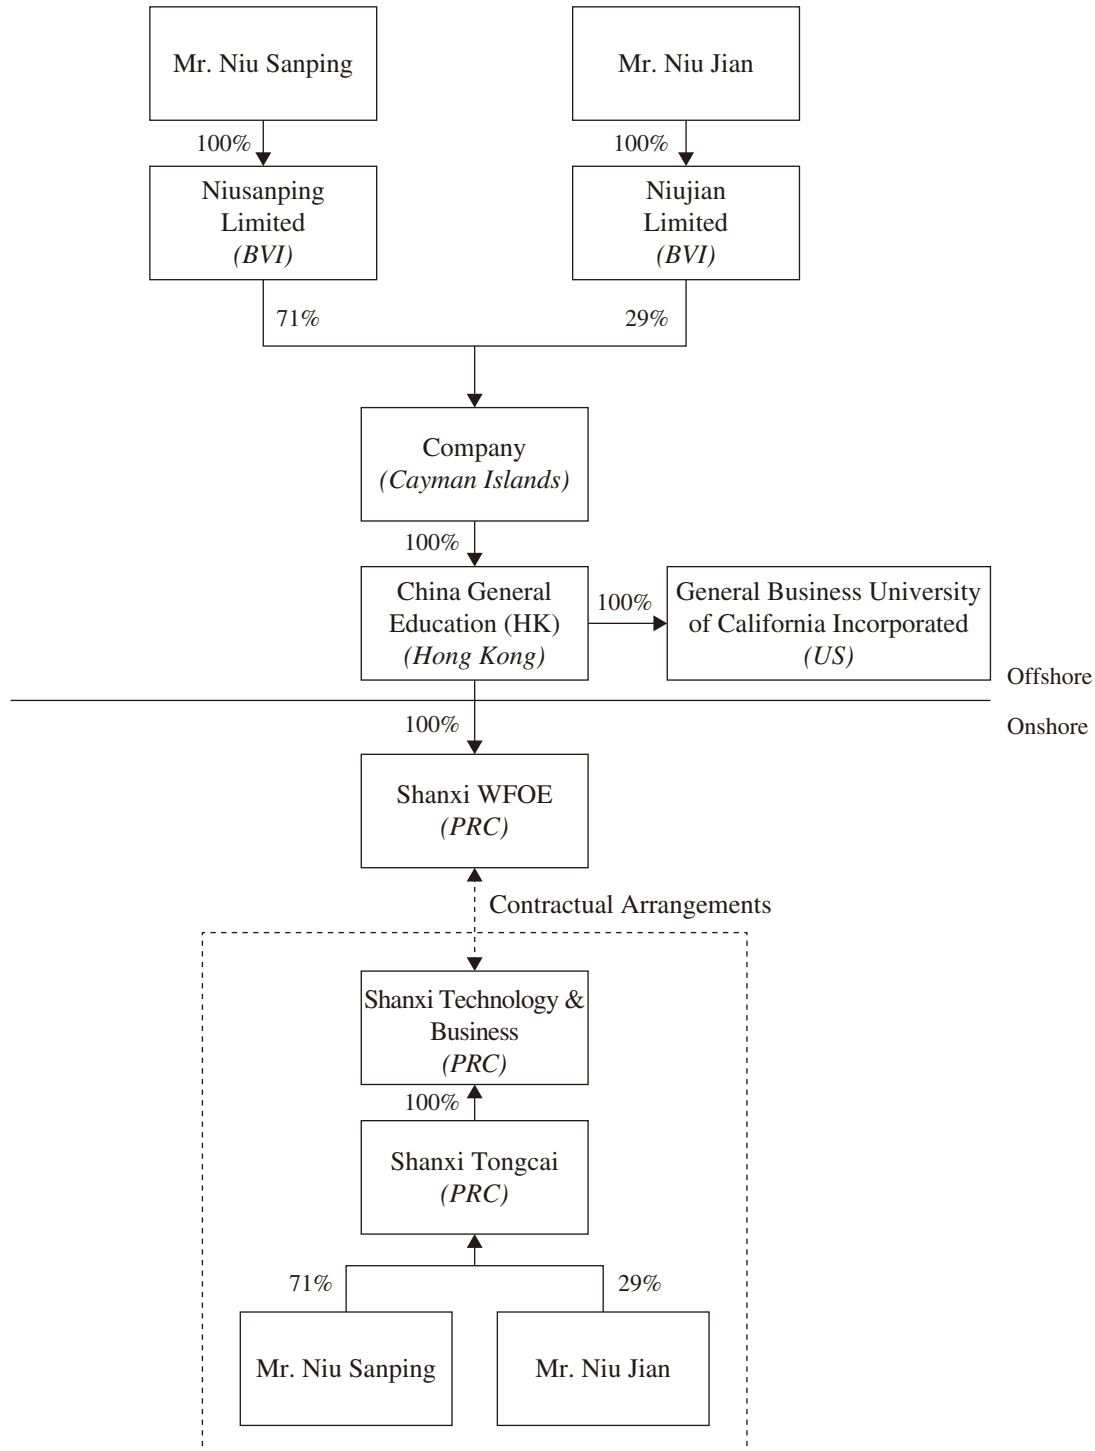 Mr. Niu Sanping
Mr. Niu Jian
100%
100%
Niusanping
Limited
(BVI)
Niujian
Limited
(BVI)
71%
29%
Company
(Cayman Islands)
100%
China General
Education (HK)
(Hong Kong)
100%
General Business University
of California Incorporated
(US)
Offshore
Onshore
100%
Shanxi WFOE
(PRC)
Contractual Arrangements
Shanxi Technology &
Business
(PRC)
100%
Shanxi Tongcai
(PRC)
71%
29%
Mr. Niu Sanping
Mr. Niu Jian